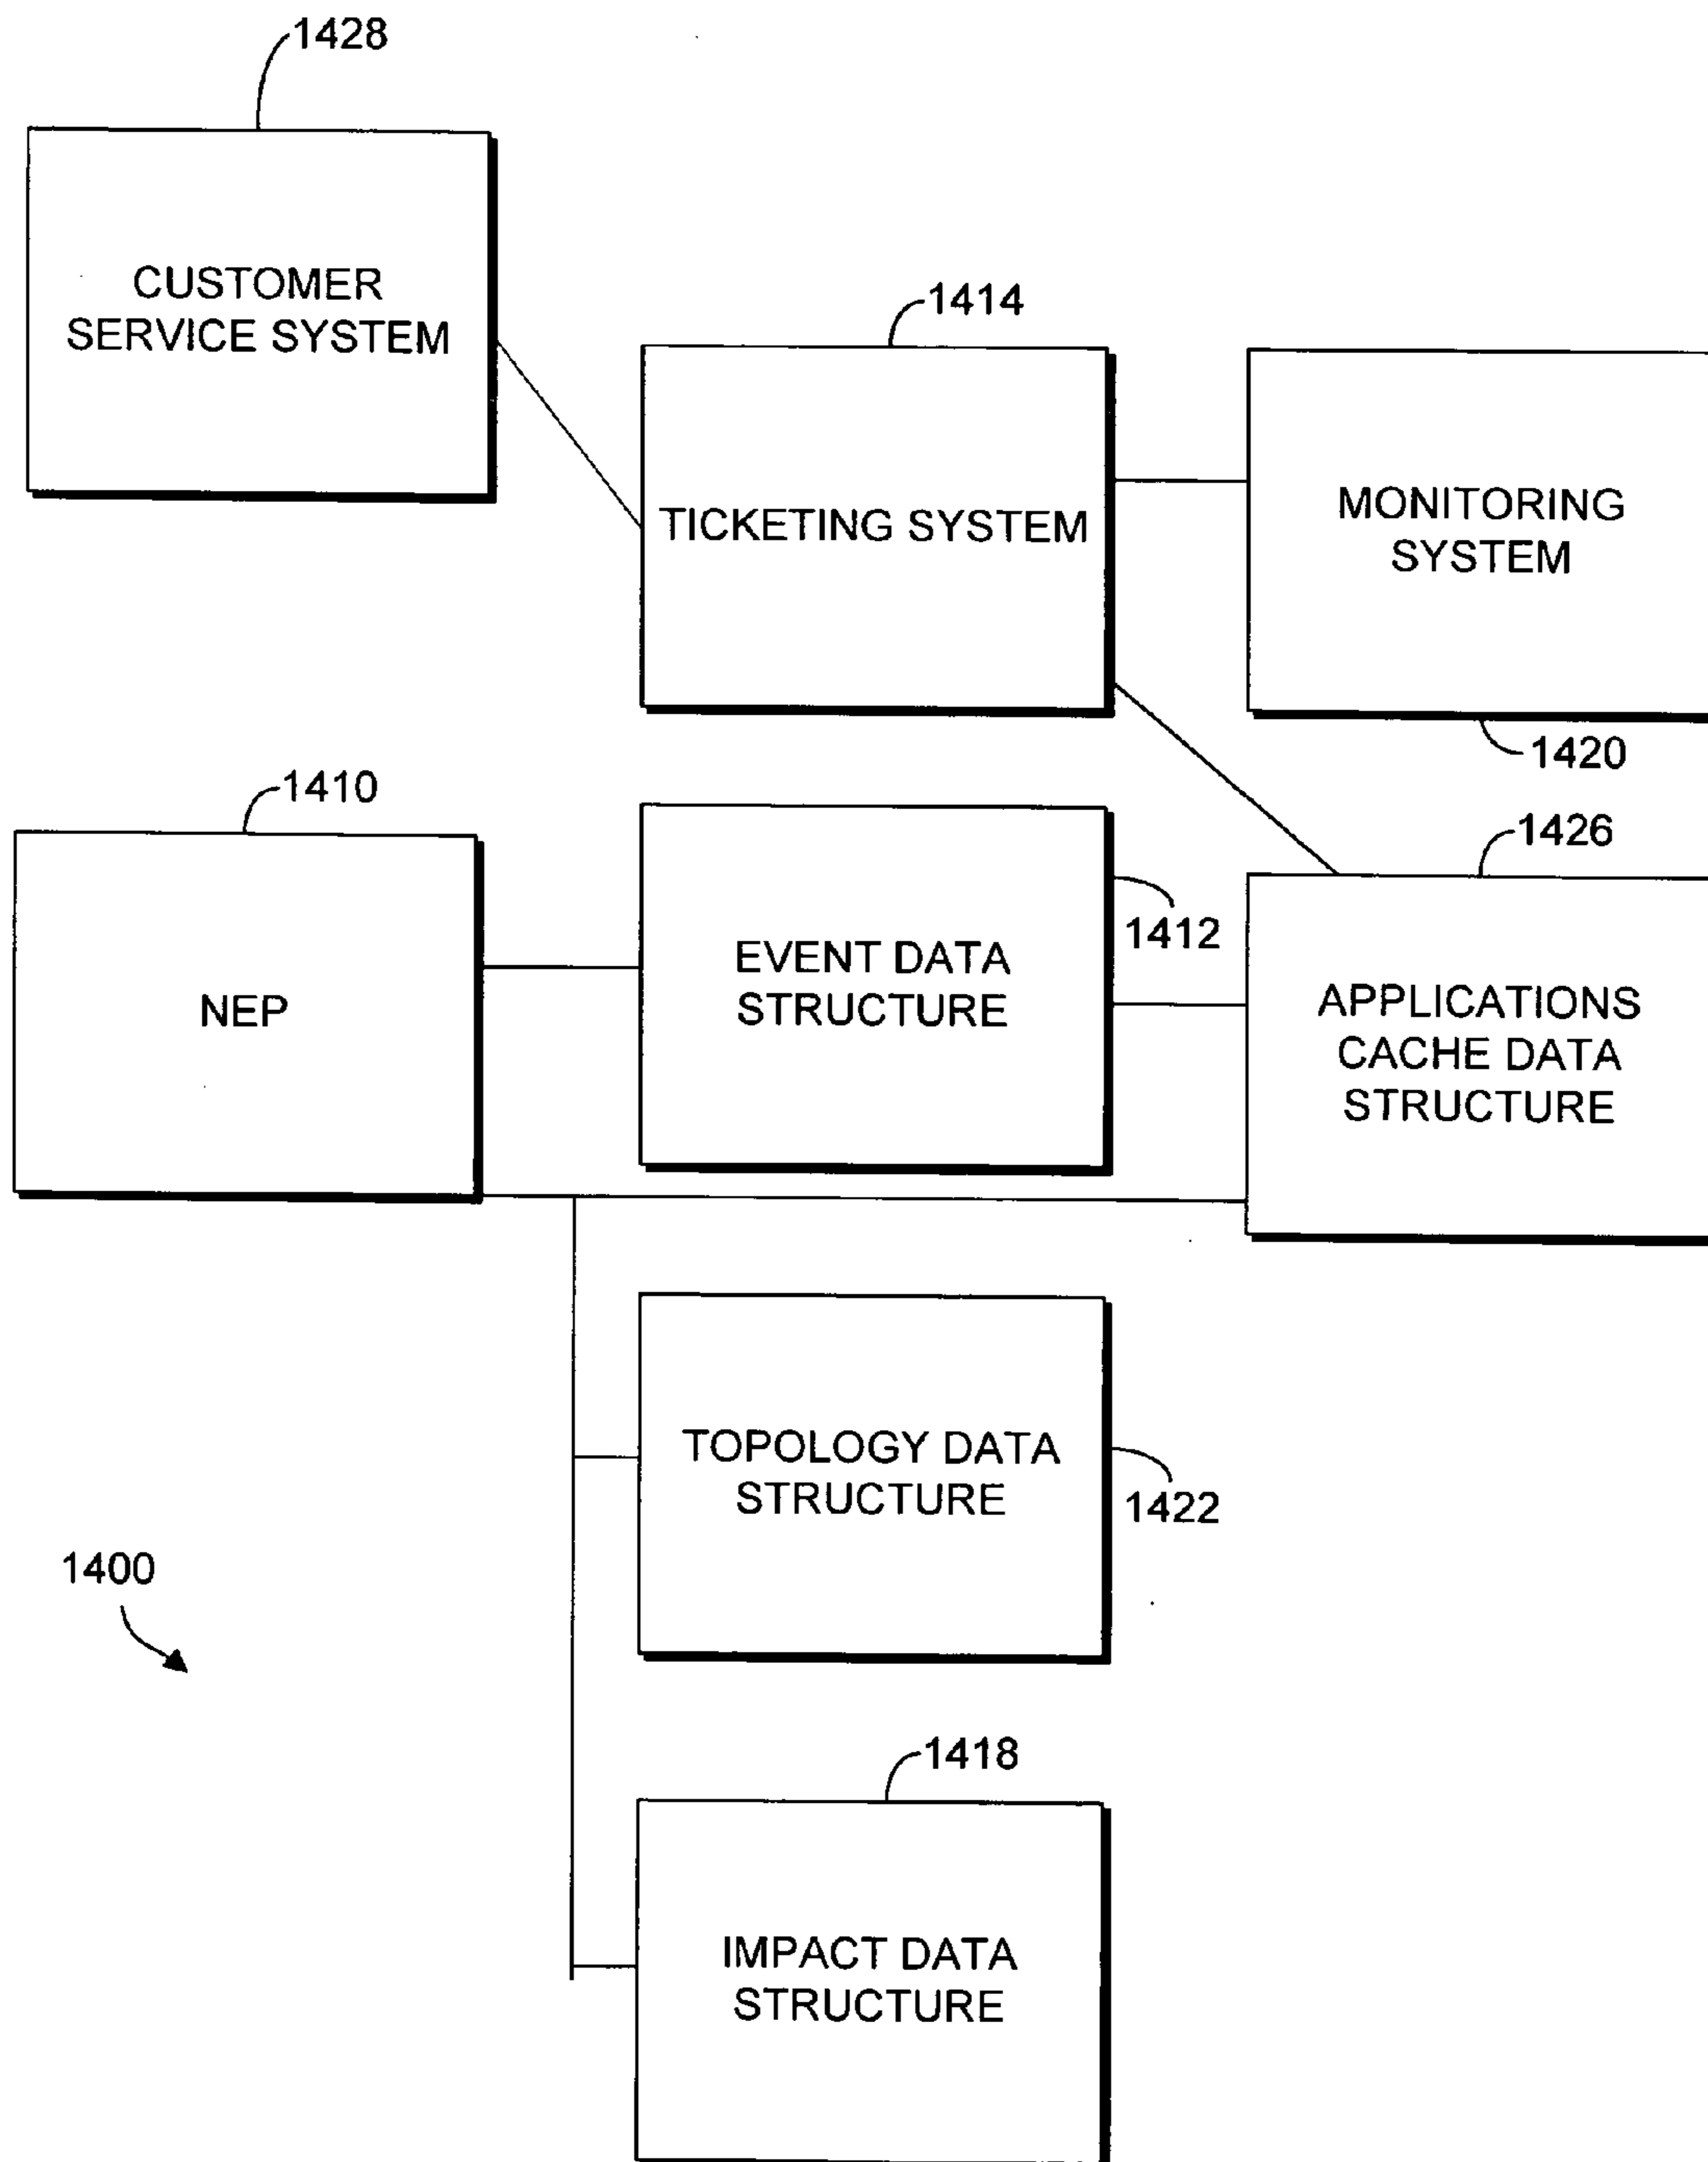 1428
CUSTOMER
SERVICE SYSTEM
1414
TICKETING SYSTEM
MONITORING
SYSTEM
1420
1410
NEP
EVENT DATA
STRUCTURE
1412
1426
APPLICATIONS
CACHE DATA
STRUCTURE
TOPOLOGY DATA
STRUCTURE
1422
1400
1418
IMPACT DATA
STRUCTURE